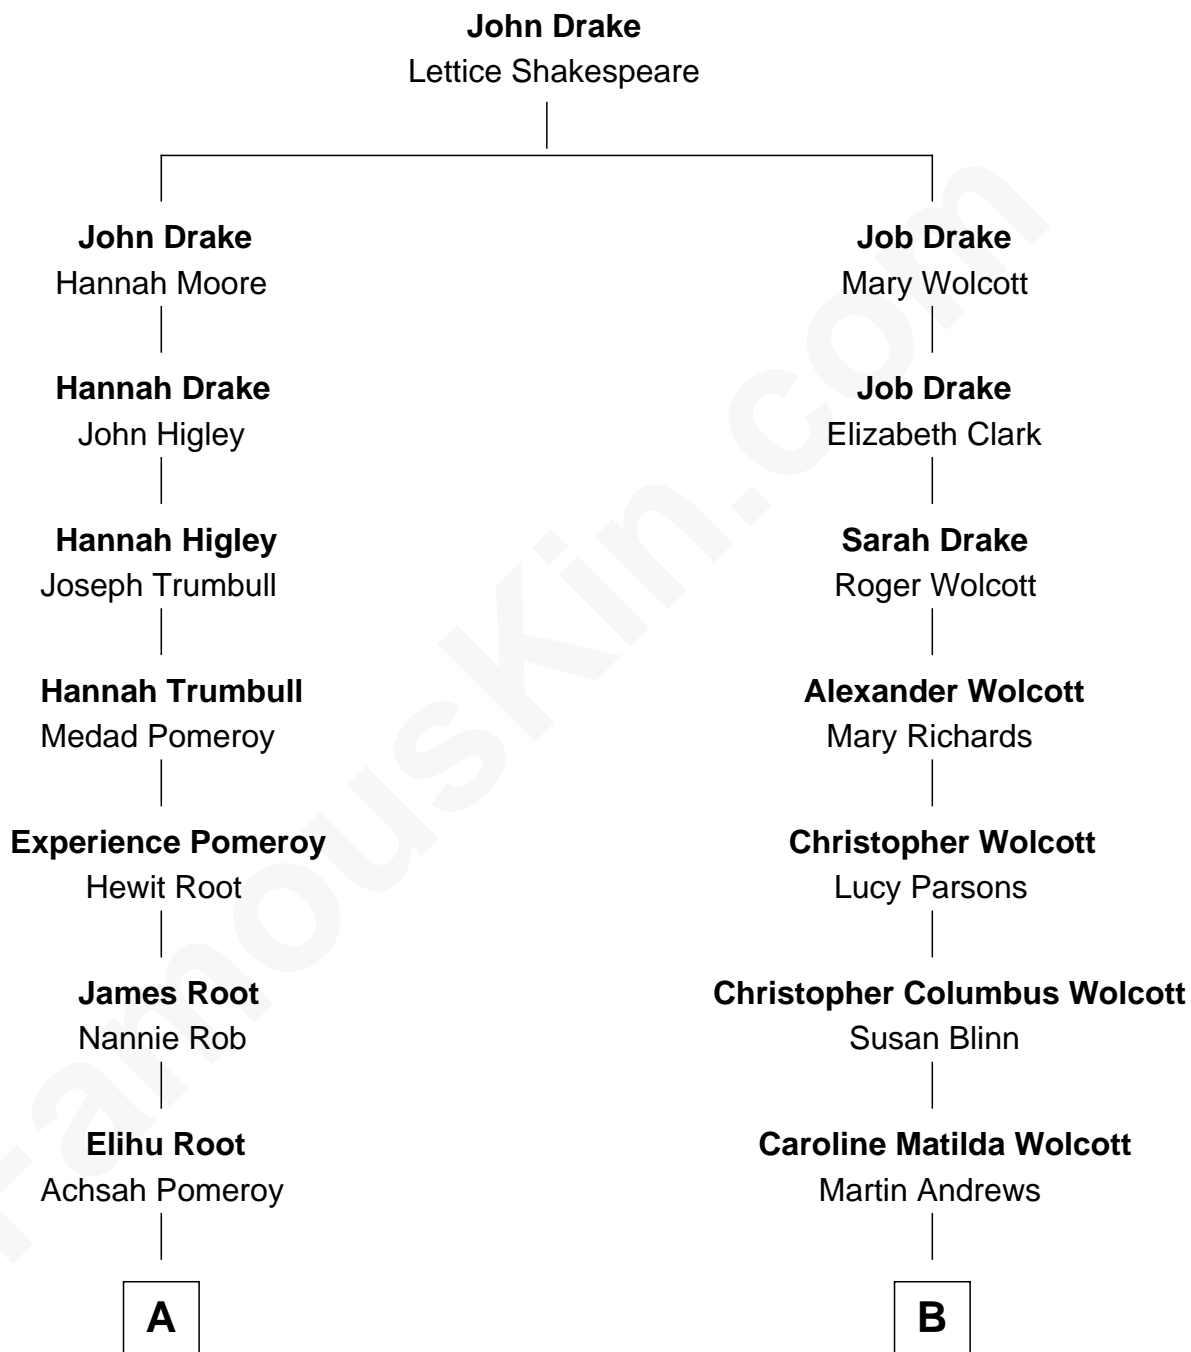 John Drake
Lettice Shakespeare
John Drake
Hannah Moore
Hannah Drake
John Higley
Hannah Higley
Joseph Trumbull
Hannah Trumbull
Medad Pomeroy
Experience Pomeroy
Hewit Root
James Root
Nannie Rob
Elihu Root
Achsah Pomeroy
A
Job Drake
Mary Wolcott
Job Drake
Elizabeth Clark
Sarah Drake
Roger Wolcott
Alexander Wolcott
Mary Richards
Christopher Wolcott
Lucy Parsons
Christopher Columbus Wolcott
Susan Blinn
Caroline Matilda Wolcott
Martin Andrews
B
FamousKin.com